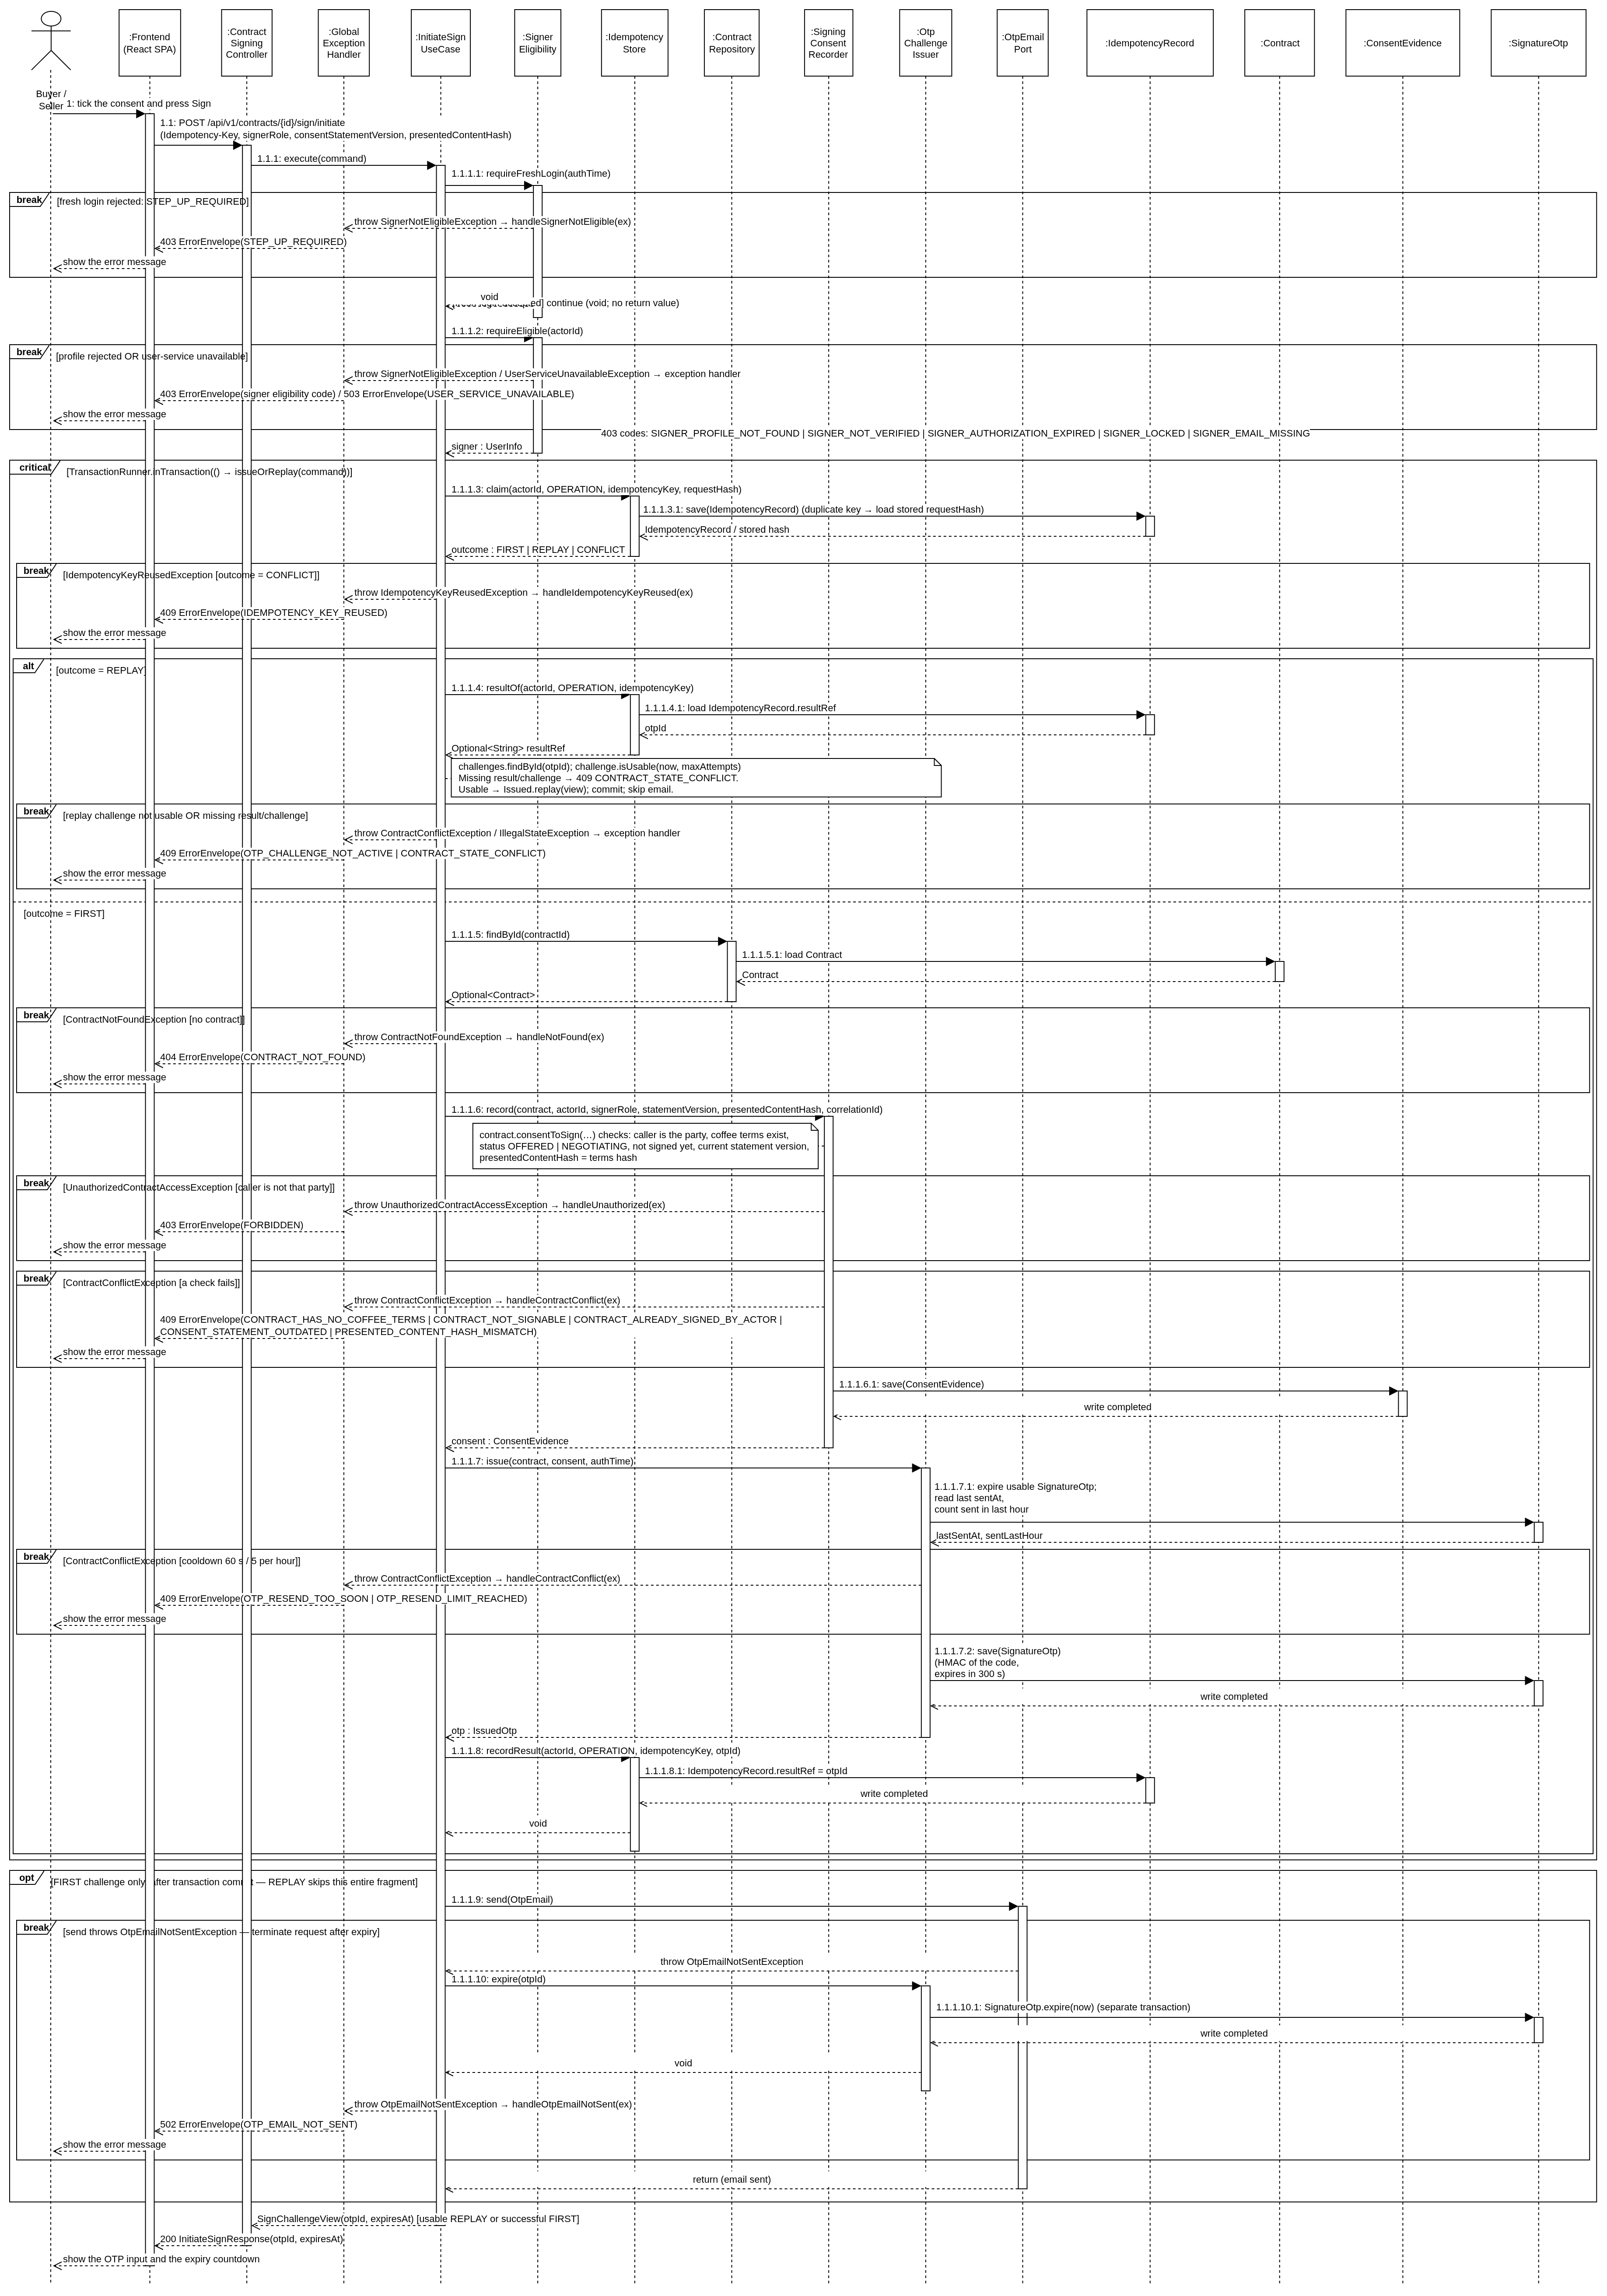 :Frontend
(React SPA)
:Contract
Signing
Controller
:Global
Exception
Handler
:InitiateSign
UseCase
:Signer
Eligibility
:Idempotency
Store
:Contract
Repository
:Signing
Consent
Recorder
:Otp
Challenge
Issuer
:OtpEmail
Port
:IdempotencyRecord
:Contract
:ConsentEvidence
:SignatureOtp
Buyer /
Seller
1: tick the consent and press Sign
1.1: POST /api/v1/contracts/{id}/sign/initiate
(Idempotency-Key, signerRole, consentStatementVersion, presentedContentHash)
1.1.1: execute(command)
1.1.1.1: requireFreshLogin(authTime)
break
[fresh login rejected: STEP_UP_REQUIRED]
throw SignerNotEligibleException → handleSignerNotEligible(ex)
403 ErrorEnvelope(STEP_UP_REQUIRED)
show the error message
void
continue (void; no return value)
1.1.1.2: requireEligible(actorId)
break
[profile rejected OR user-service unavailable]
throw SignerNotEligibleException / UserServiceUnavailableException → exception handler
403 ErrorEnvelope(signer eligibility code) / 503 ErrorEnvelope(USER_SERVICE_UNAVAILABLE)
show the error message
403 codes: SIGNER_PROFILE_NOT_FOUND | SIGNER_NOT_VERIFIED | SIGNER_AUTHORIZATION_EXPIRED | SIGNER_LOCKED | SIGNER_EMAIL_MISSING
signer : UserInfo
critical
[TransactionRunner.inTransaction(() → issueOrReplay(command))]
1.1.1.3: claim(actorId, OPERATION, idempotencyKey, requestHash)
1.1.1.3.1: save(IdempotencyRecord) (duplicate key → load stored requestHash)
IdempotencyRecord / stored hash
outcome : FIRST | REPLAY | CONFLICT
break
[IdempotencyKeyReusedException [outcome = CONFLICT]]
throw IdempotencyKeyReusedException → handleIdempotencyKeyReused(ex)
409 ErrorEnvelope(IDEMPOTENCY_KEY_REUSED)
show the error message
alt
[outcome = REPLAY]
1.1.1.4: resultOf(actorId, OPERATION, idempotencyKey)
1.1.1.4.1: load IdempotencyRecord.resultRef
otpId
Optional<String> resultRef
challenges.findById(otpId); challenge.isUsable(now, maxAttempts)
Missing result/challenge → 409 CONTRACT_STATE_CONFLICT.
Usable → Issued.replay(view); commit; skip email.
break
[replay challenge not usable OR missing result/challenge]
throw ContractConflictException / IllegalStateException → exception handler
409 ErrorEnvelope(OTP_CHALLENGE_NOT_ACTIVE | CONTRACT_STATE_CONFLICT)
show the error message
[outcome = FIRST]
1.1.1.5: findById(contractId)
1.1.1.5.1: load Contract
Contract
Optional<Contract>
break
[ContractNotFoundException [no contract]]
throw ContractNotFoundException → handleNotFound(ex)
404 ErrorEnvelope(CONTRACT_NOT_FOUND)
show the error message
1.1.1.6: record(contract, actorId, signerRole, statementVersion, presentedContentHash, correlationId)
contract.consentToSign(…) checks: caller is the party, coffee terms exist,
status OFFERED | NEGOTIATING, not signed yet, current statement version,
presentedContentHash = terms hash
break
[UnauthorizedContractAccessException [caller is not that party]]
throw UnauthorizedContractAccessException → handleUnauthorized(ex)
403 ErrorEnvelope(FORBIDDEN)
show the error message
break
[ContractConflictException [a check fails]]
throw ContractConflictException → handleContractConflict(ex)
409 ErrorEnvelope(CONTRACT_HAS_NO_COFFEE_TERMS | CONTRACT_NOT_SIGNABLE | CONTRACT_ALREADY_SIGNED_BY_ACTOR |
CONSENT_STATEMENT_OUTDATED | PRESENTED_CONTENT_HASH_MISMATCH)
show the error message
1.1.1.6.1: save(ConsentEvidence)
write completed
consent : ConsentEvidence
1.1.1.7: issue(contract, consent, authTime)
1.1.1.7.1: expire usable SignatureOtp;
read last sentAt,
count sent in last hour
lastSentAt, sentLastHour
break
[ContractConflictException [cooldown 60 s / 5 per hour]]
throw ContractConflictException → handleContractConflict(ex)
409 ErrorEnvelope(OTP_RESEND_TOO_SOON | OTP_RESEND_LIMIT_REACHED)
show the error message
1.1.1.7.2: save(SignatureOtp)
(HMAC of the code,
expires in 300 s)
write completed
otp : IssuedOtp
1.1.1.8: recordResult(actorId, OPERATION, idempotencyKey, otpId)
1.1.1.8.1: IdempotencyRecord.resultRef = otpId
write completed
void
opt
[FIRST challenge only after transaction commit — REPLAY skips this entire fragment]
1.1.1.9: send(OtpEmail)
break
[send throws OtpEmailNotSentException — terminate request after expiry]
throw OtpEmailNotSentException
1.1.1.10: expire(otpId)
1.1.1.10.1: SignatureOtp.expire(now) (separate transaction)
write completed
void
throw OtpEmailNotSentException → handleOtpEmailNotSent(ex)
502 ErrorEnvelope(OTP_EMAIL_NOT_SENT)
show the error message
return (email sent)
SignChallengeView(otpId, expiresAt) [usable REPLAY or successful FIRST]
200 InitiateSignResponse(otpId, expiresAt)
show the OTP input and the expiry countdown